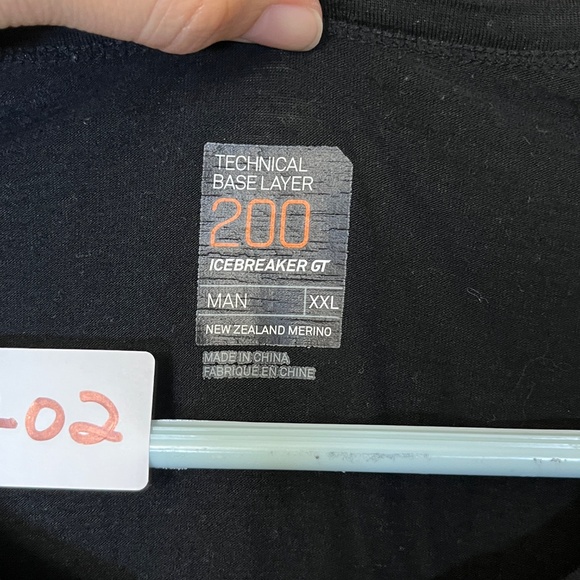 TECHNICAL
BASE LAYER
200
ICEBREAKER GT
MAN XXL
NEW ZEALAND MERINO
MADE IN CHINA
FABRIQUÉ EN CHINE
-02